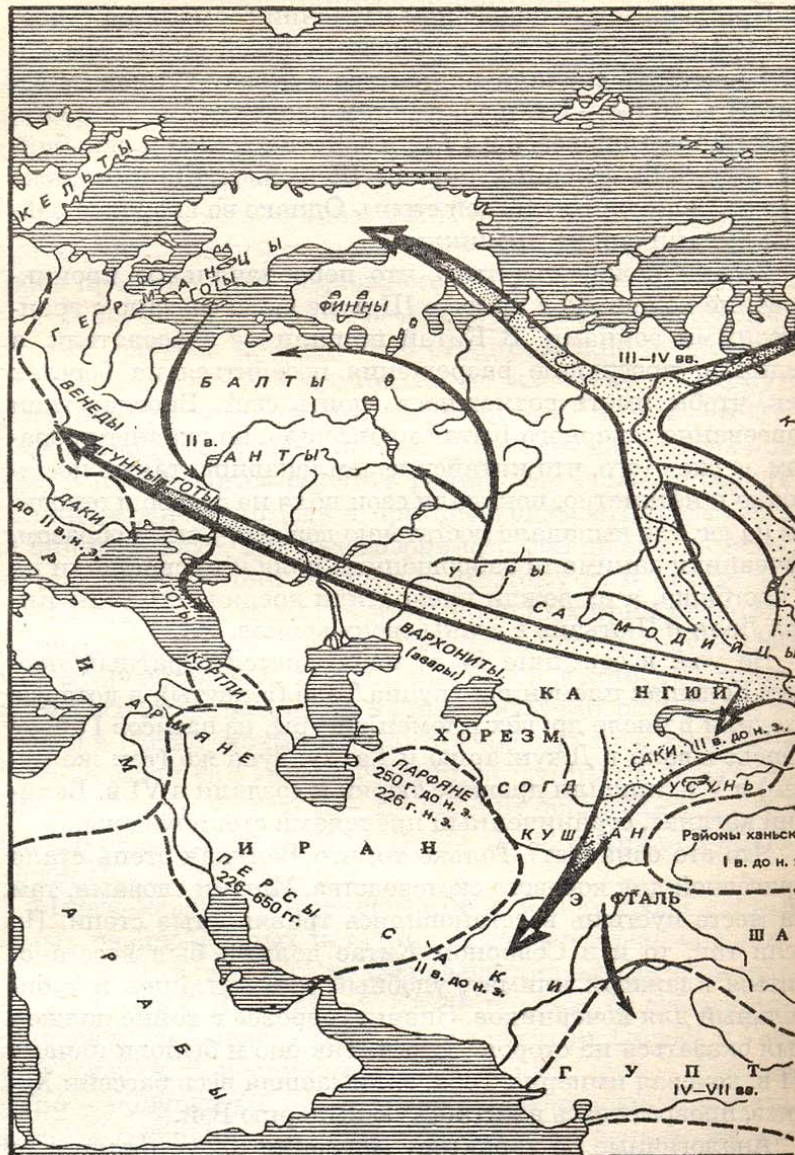 КЕЛЬТЫ
ГЕРМАНЦЫ
ГОТЫ
ФИННЫ
III—IV вв.
БАЛТЫ
ВЕНЕДЫ
II в.
АНТЫ
ГУННЫ
ГОТЫ
ДАКИ
до II в. н. э.
ГОТЫ
УГРЫ
САМОДИЙЦЫ
ВАРХОНИТЫ
(авары)
КАНГЮЙ
КОРТЛИ
АРМЯНЕ
ХОРЕЗМ
САКИ. II в. до н. э.
УСУНЬ
ПАРФЯНЕ
250 г. до н. э.
226 г. н. э.
СОГД
КУШАН
Районы ханьск
I в. до н. э.
ИРАН
ПЕРСЫ
226—650 гг.
ЭФТАЛЬ
ША
САКИ
II в. до н. э.
АРАБЫ
ГУПТ
IV—VII вв.